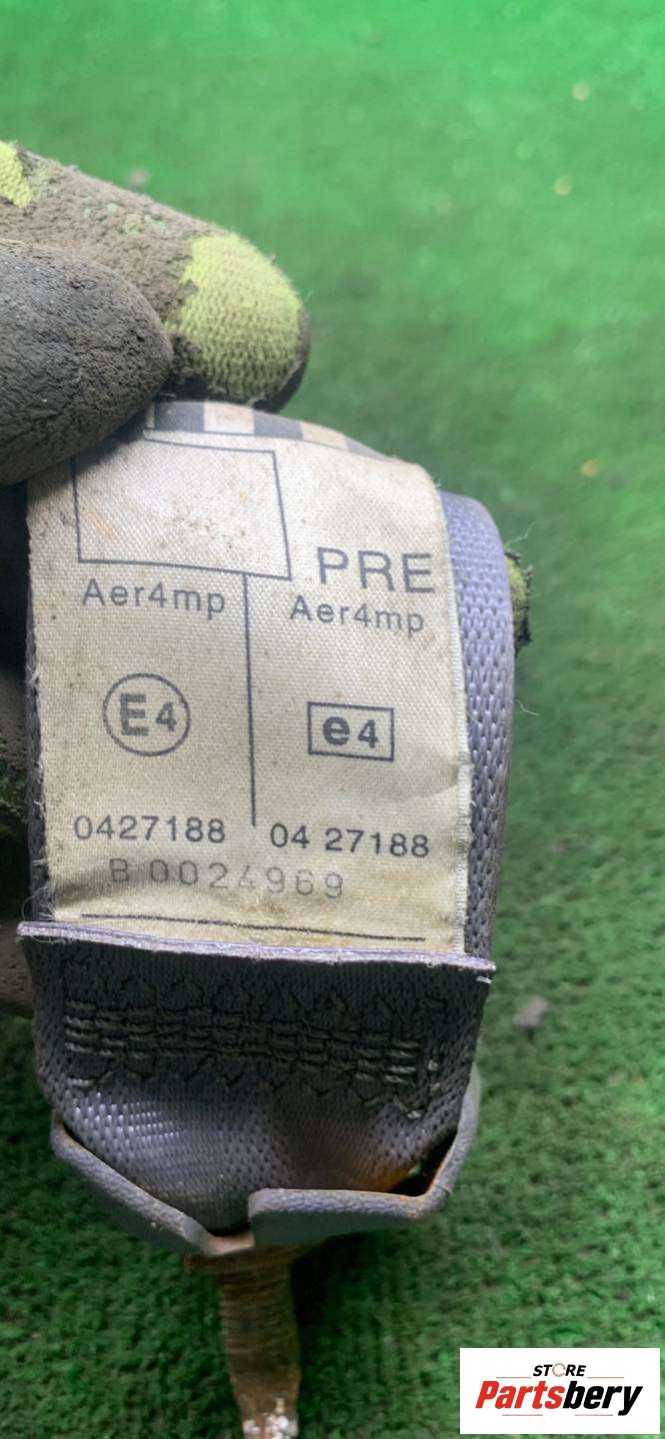 PRE
Aer4mp Aer4mp
E4 e4
0427188 04 27188
B 0024969
STORE
Partsbery